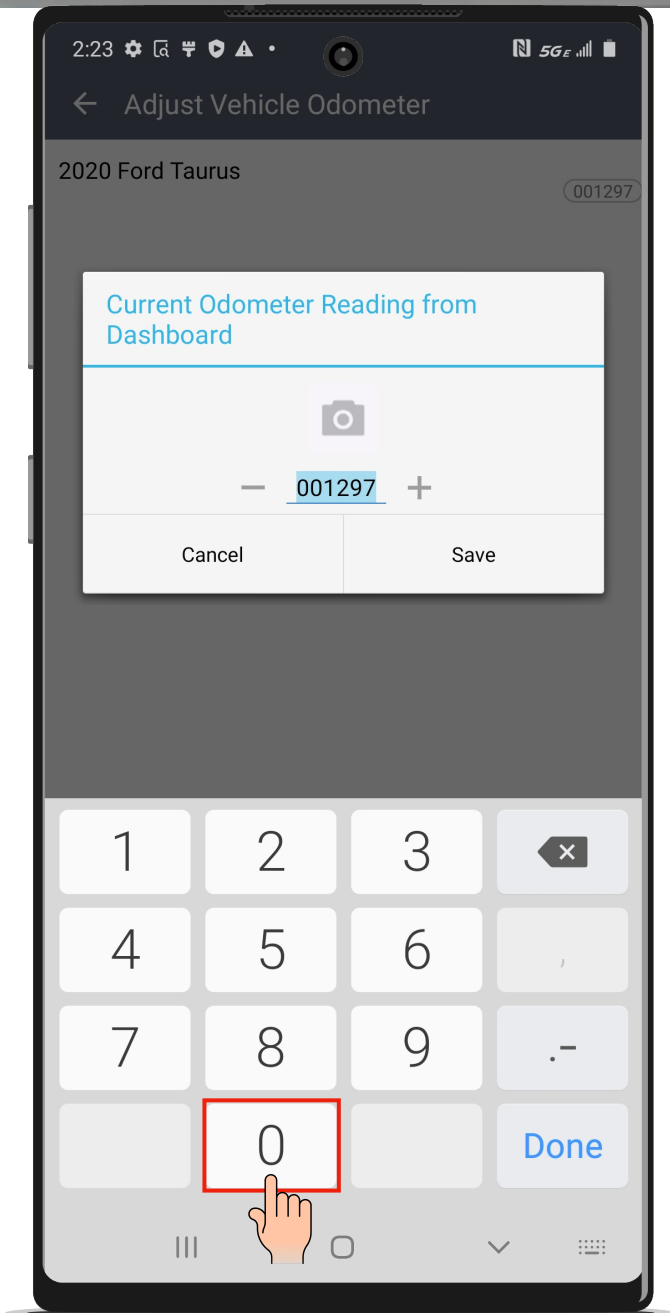 2:23
5G E
Adjust Vehicle Odometer
2020 Ford Taurus
001297
Current Odometer Reading from
Dashboard
001297
Cancel Save
1 2 3
4 5 6 ,
7 8 9 .-
0 Done